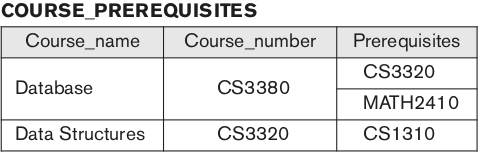 COURSE_PREREQUISITES
Course_name Course_number Prerequisites
Database CS3380 CS3320
MATH2410
Data Structures CS3320 CS1310